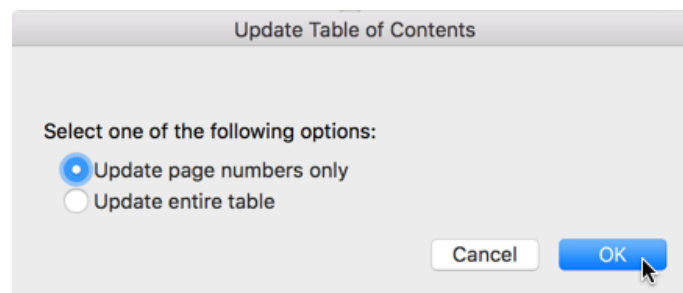 Update Table of Contents
Select one of the following options:
Update page numbers only
Update entire table
Cancel OK